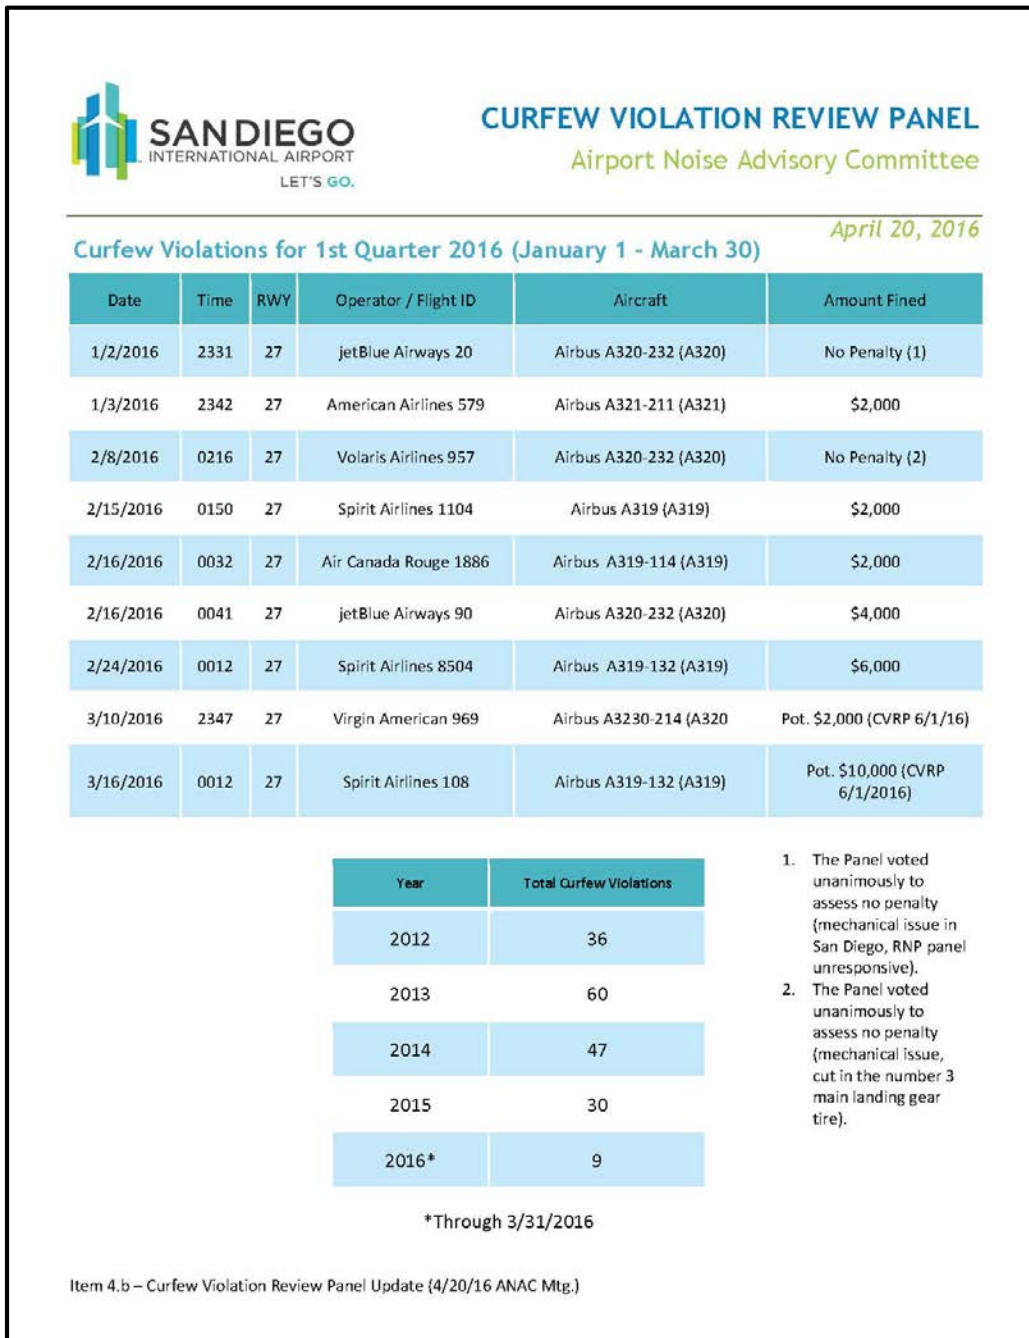 SAN DIEGO
INTERNATIONAL AIRPORT
LET'S GO.
CURFEW VIOLATION REVIEW PANEL
Airport Noise Advisory Committee
April 20, 2016
Curfew Violations for 1st Quarter 2016 (January 1 - March 30)
Date Time RWY Operator / Flight ID Aircraft Amount Fined
1/2/2016 2331 27 jetBlue Airways 20 Airbus A320-232 (A320) No Penalty (1)
1/3/2016 2342 27 American Airlines 579 Airbus A321-211 (A321) $2,000
2/8/2016 0216 27 Volaris Airlines 957 Airbus A320-232 (A320) No Penalty (2)
2/15/2016 0150 27 Spirit Airlines 1104 Airbus A319 (A319) $2,000
2/16/2016 0032 27 Air Canada Rouge 1886 Airbus A319-114 (A319) $2,000
2/16/2016 0041 27 jetBlue Airways 90 Airbus A320-232 (A320) $4,000
2/24/2016 0012 27 Spirit Airlines 8504 Airbus A319-132 (A319) $6,000
3/10/2016 2347 27 Virgin American 969 Airbus A3230-214 (A320 Pot. $2,000 (CVRP 6/1/16)
3/16/2016 0012 27 Spirit Airlines 108 Airbus A319-132 (A319) Pot. $10,000 (CVRP
6/1/2016)
Year Total Curfew Violations
2012 36
2013 60
2014 47
2015 30
2016* 9
*Through 3/31/2016
1. The Panel voted
unanimously to
assess no penalty
(mechanical issue in
San Diego, RNP panel
unresponsive).
2. The Panel voted
unanimously to
assess no penalty
(mechanical issue,
cut in the number 3
main landing gear
tire).
Item 4.b – Curfew Violation Review Panel Update (4/20/16 ANAC Mtg.)